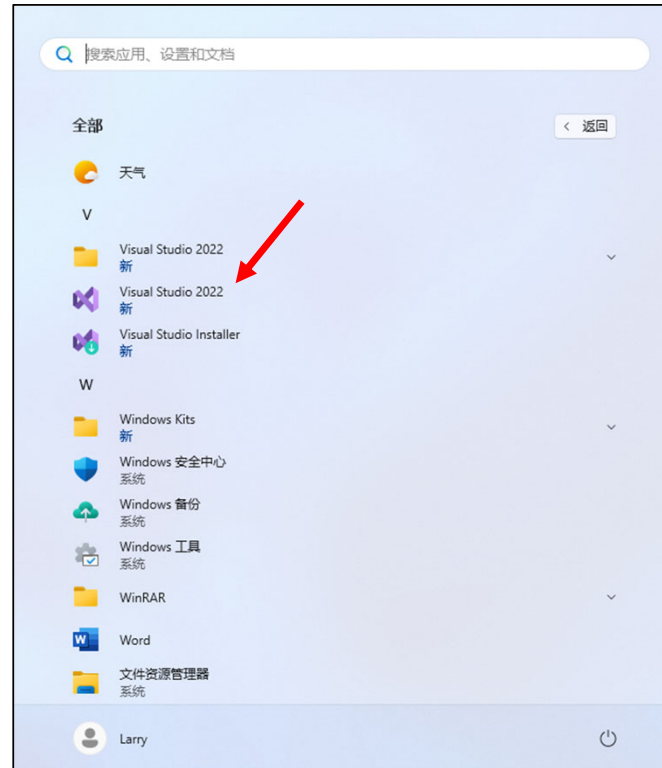 搜索应用、设置和文档
全部
返回
天气
V
Visual Studio 2022
新
Visual Studio 2022
新
Visual Studio Installer
新
W
Windows Kits
新
Windows 安全中心
系统
Windows 备份
系统
Windows 工具
系统
WinRAR
Word
文件资源管理器
系统
Larry